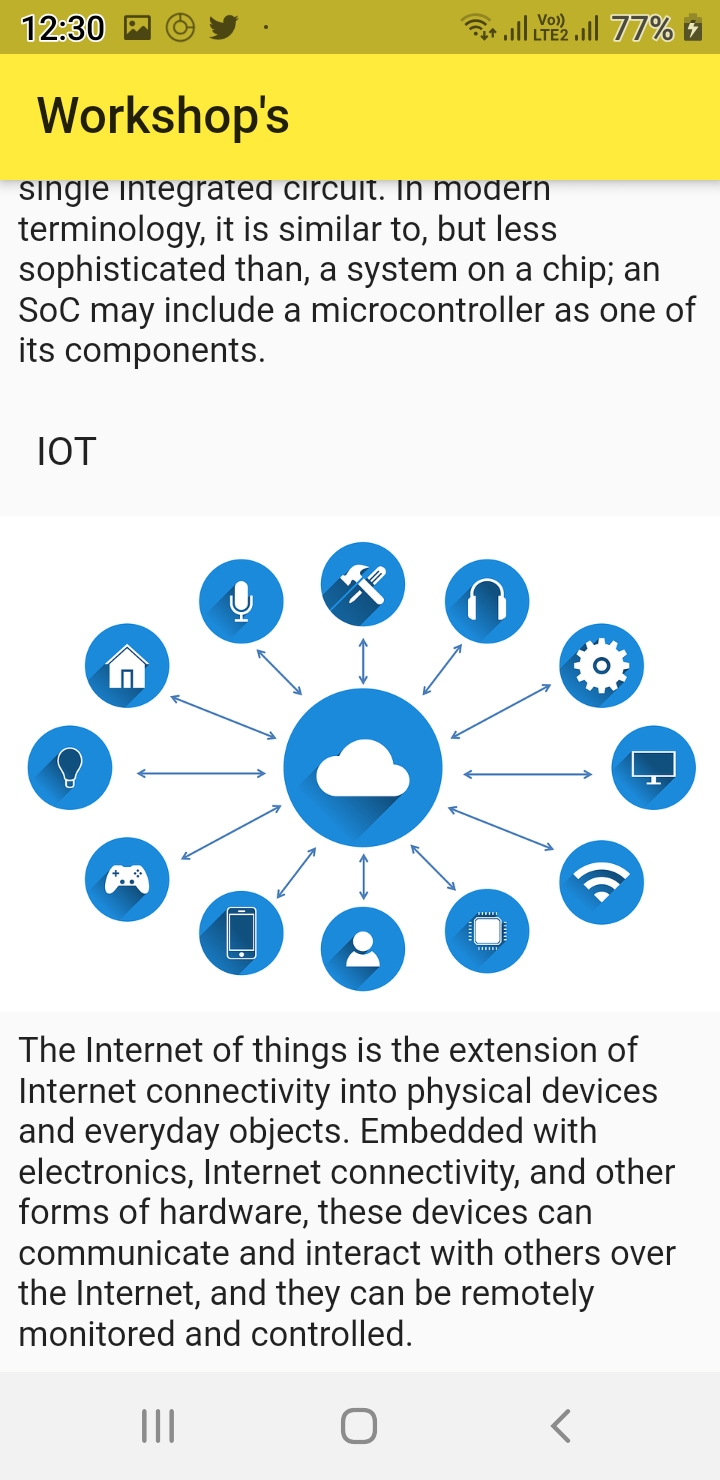 12:30
Vo))
LTE2
77%
Workshop's
single integrated circuit. In modern
terminology, it is similar to, but less
sophisticated than, a system on a chip; an
SoC may include a microcontroller as one of
its components.
IOT
The Internet of things is the extension of
Internet connectivity into physical devices
and everyday objects. Embedded with
electronics, Internet connectivity, and other
forms of hardware, these devices can
communicate and interact with others over
the Internet, and they can be remotely
monitored and controlled.